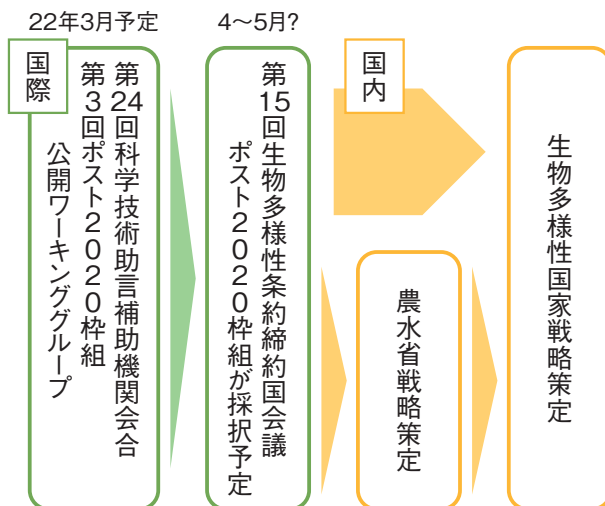 22年3月予定
国際
第24回科学技術助言補助機関会合
第3回ポスト2020枠組
公開ワーキンググループ
4〜5月?
第15回生物多様性条約締約国会議
ポスト2020枠組が採択予定
国内
農水省戦略策定
生物多様性国家戦略策定